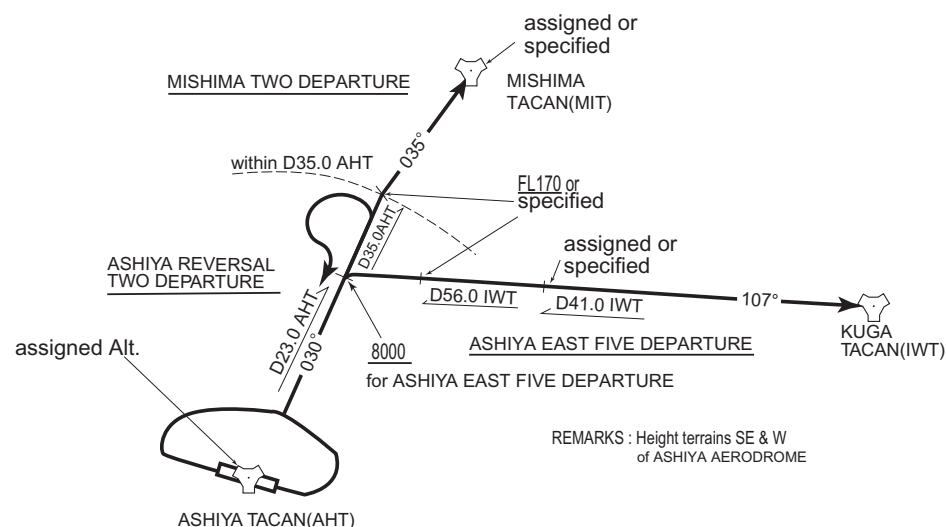 assigned or
specified
MISHIMA TWO DEPARTURE
MISHIMA
TACAN(MIT)
035°
within D35.0 AHT
FL170 or
specified
D35.0AHT
assigned or
specified
ASHIYA REVERSAL
TWO DEPARTURE
D56.0 IWT
D41.0 IWT
107°
D23.0 AHT
030°
KUGA
TACAN(IWT)
ASHIYA EAST FIVE DEPARTURE
assigned Alt.
8000
for ASHIYA EAST FIVE DEPARTURE
REMARKS : Height terrains SE & W
of ASHIYA AERODROME
ASHIYA TACAN(AHT)